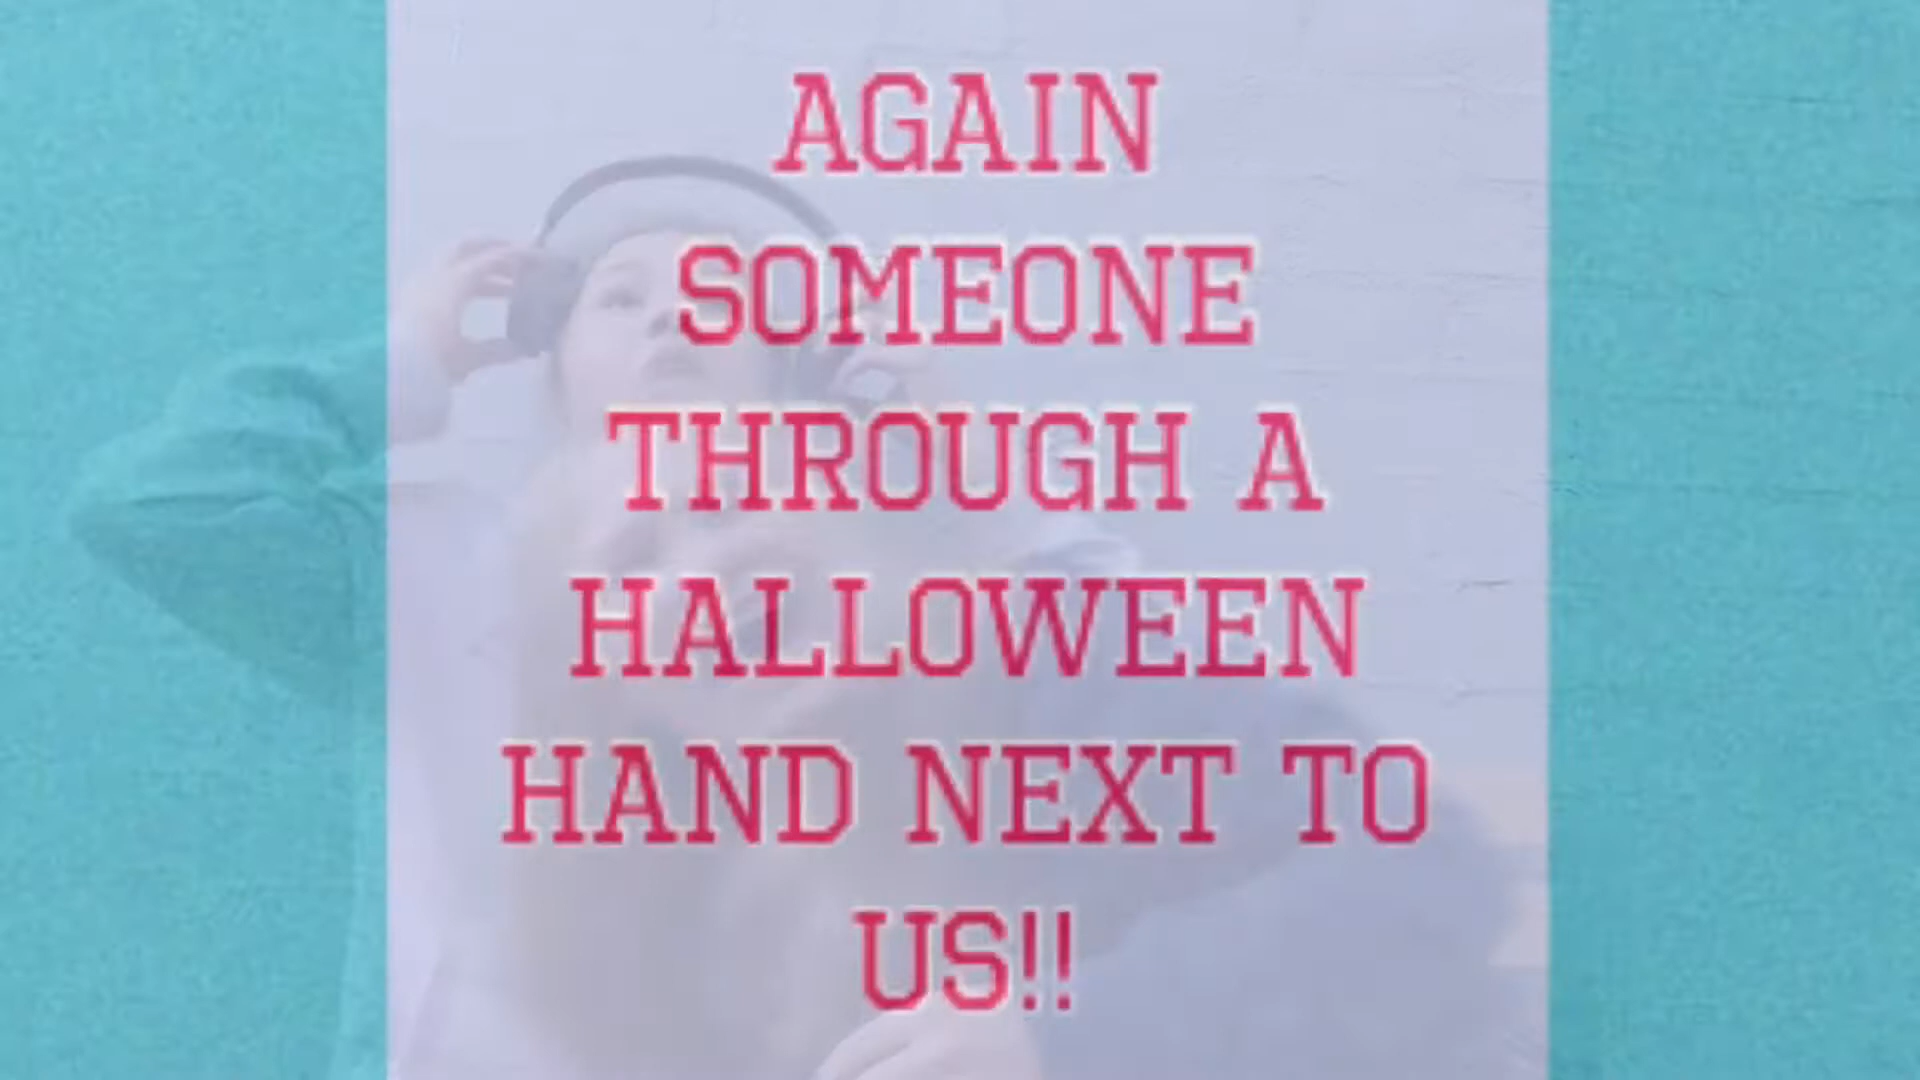 AGAIN
SOMEONE
THROUGH A
HALLOWEEN
HAND NEXT TO
US!!